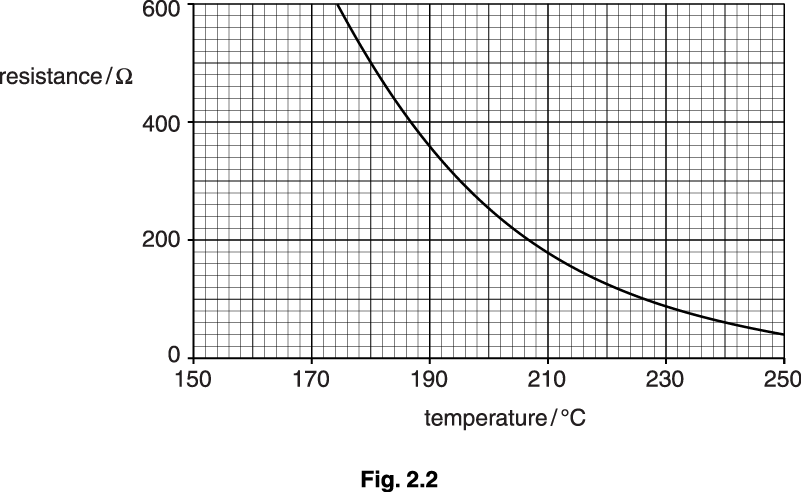 600
resistance / Ω
400
200
0
150 170 190 210 230 250
temperature / °C
Fig. 2.2